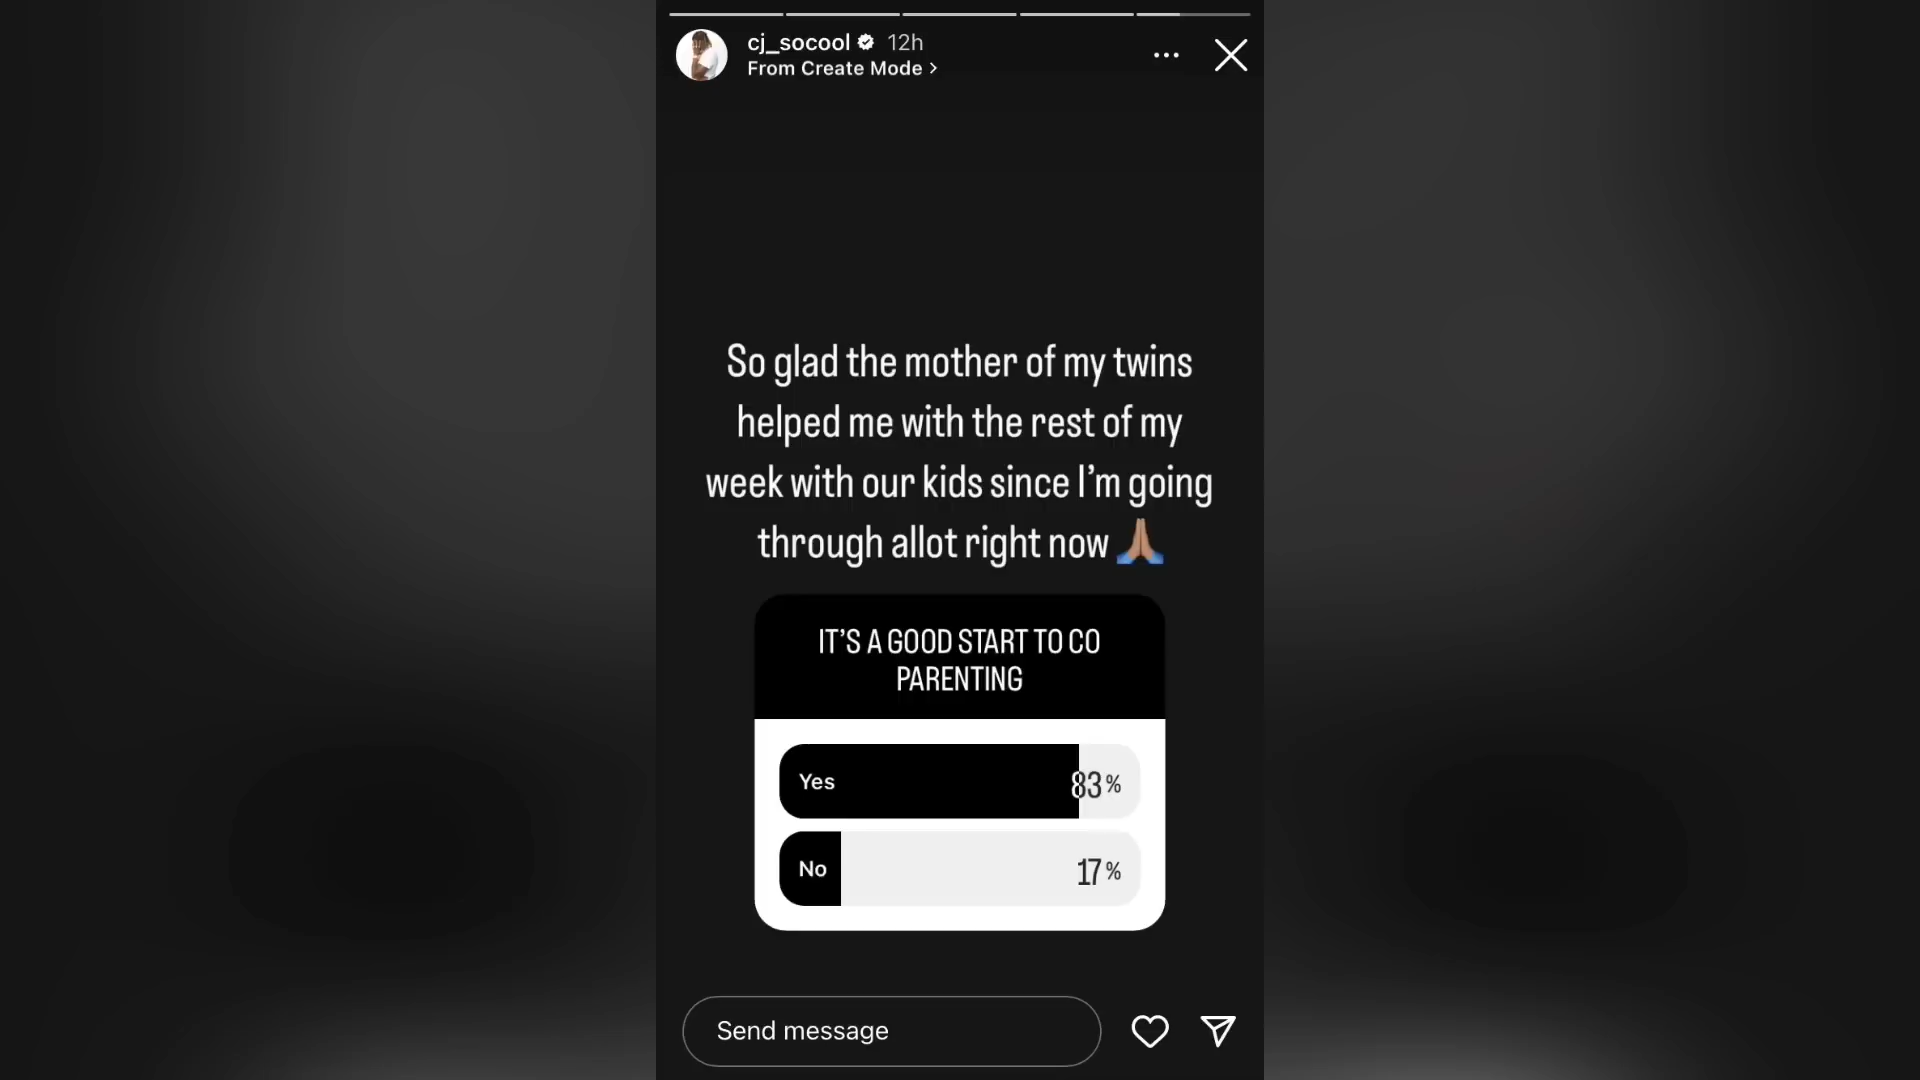 cj_socool 12h
From Create Mode >
So glad the mother of my twins
helped me with the rest of my
week with our kids since I'm going
through allot right now 🙏🏽
IT'S A GOOD START TO CO
PARENTING
Yes 83%
No 17%
Send message